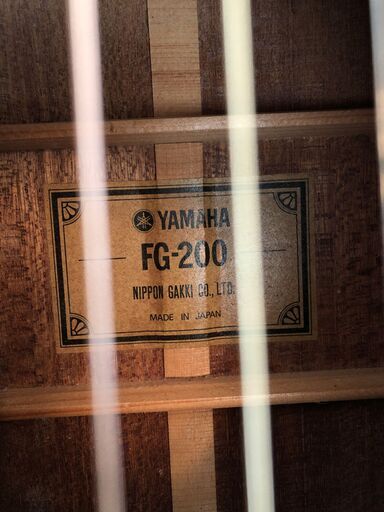 YAMAHA
FG-200
NIPPON GAKKI CO., LTD.
MADE IN JAPAN